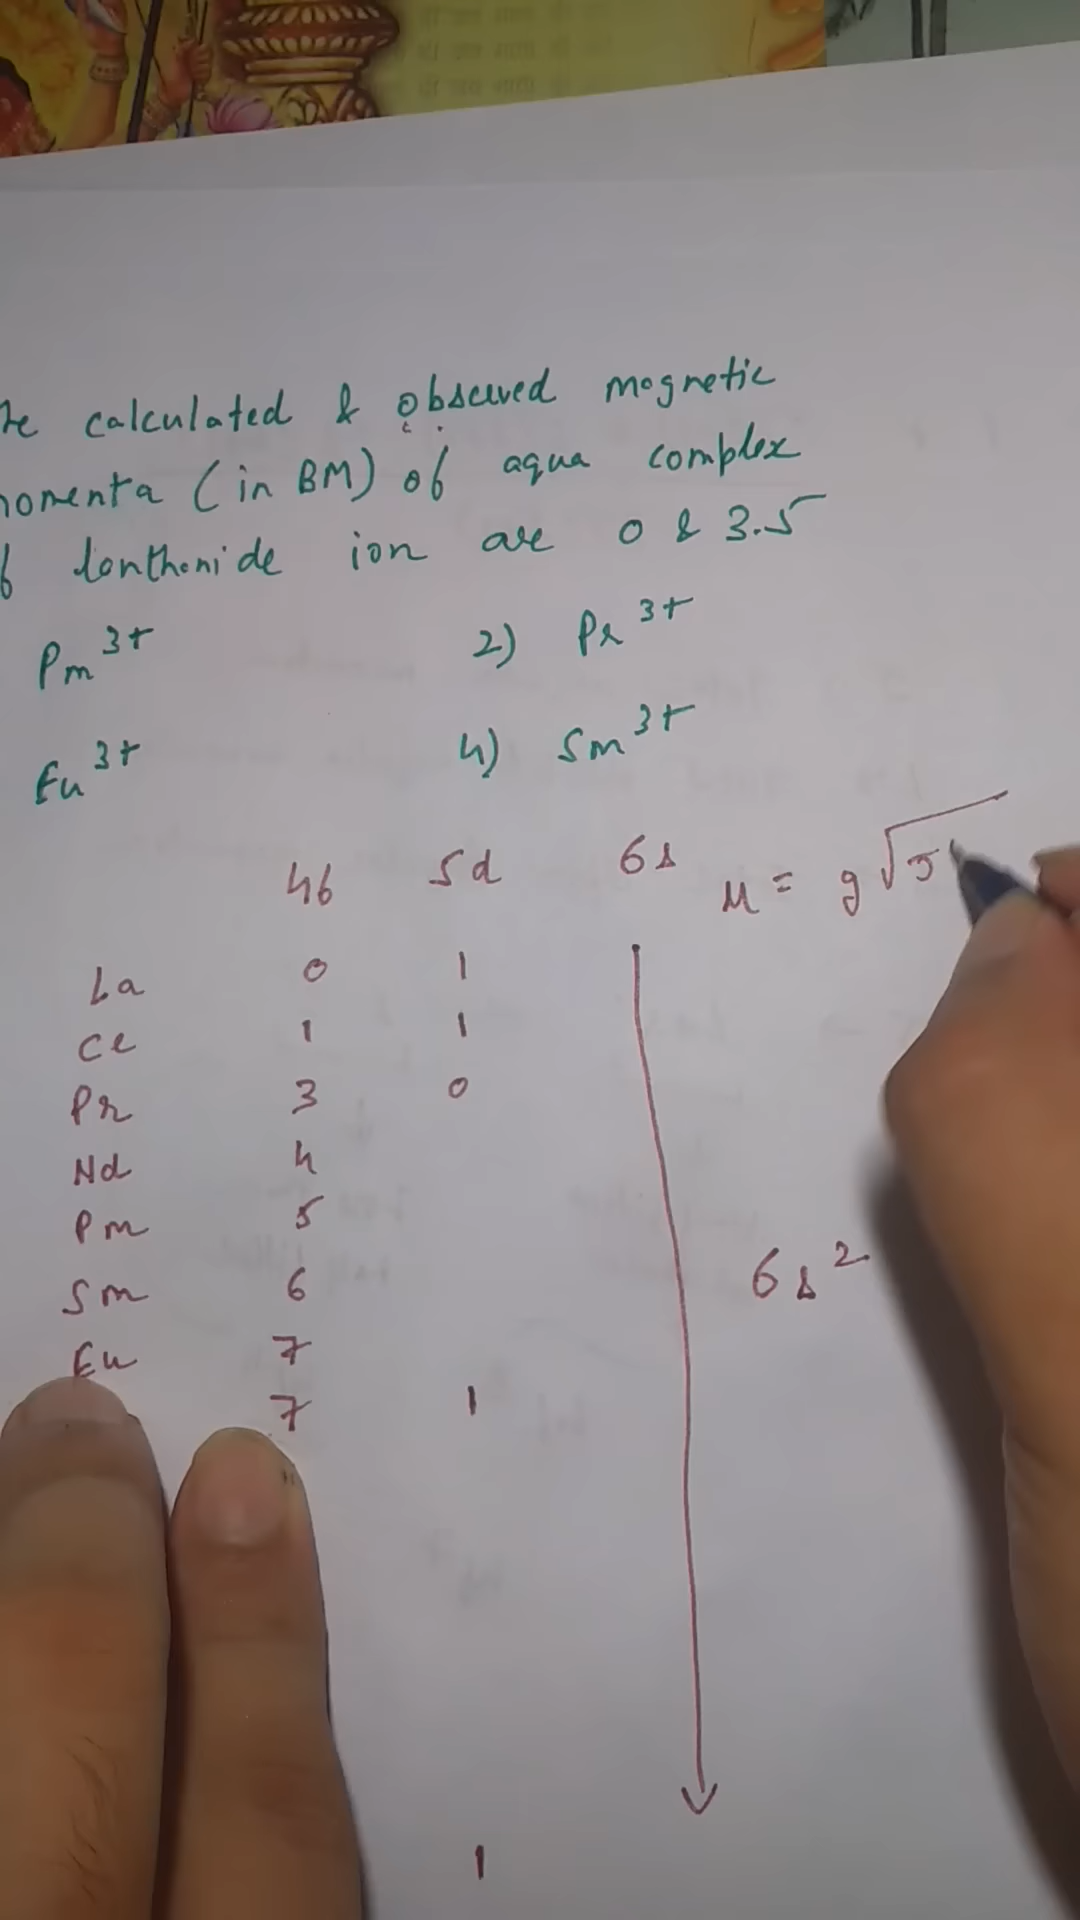 calculated & observed magnetic
(in BM) of aqua complex
lonthonide ion are 0 & 3.5
Pm3+ 2) Pr3+
Eu3+ 4) Sm3+
4f 5d 6s
μ = g√J
La 0 1
Ce 1 1
Pr 3 0
Nd 4
Pm 5
6s2
Sm 6
Eu 7
7 1
1